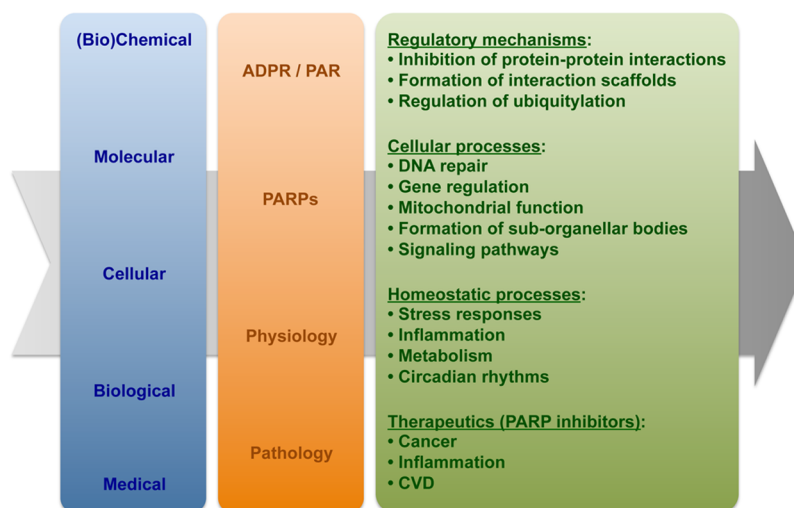 (Bio)Chemical
Molecular
Cellular
Biological
Medical
ADPR / PAR
PARPs
Physiology
Pathology
Regulatory mechanisms:
• Inhibition of protein-protein interactions
• Formation of interaction scaffolds
• Regulation of ubiquitylation
Cellular processes:
• DNA repair
• Gene regulation
• Mitochondrial function
• Formation of sub-organellar bodies
• Signaling pathways
Homeostatic processes:
• Stress responses
• Inflammation
• Metabolism
• Circadian rhythms
Therapeutics (PARP inhibitors):
• Cancer
• Inflammation
• CVD